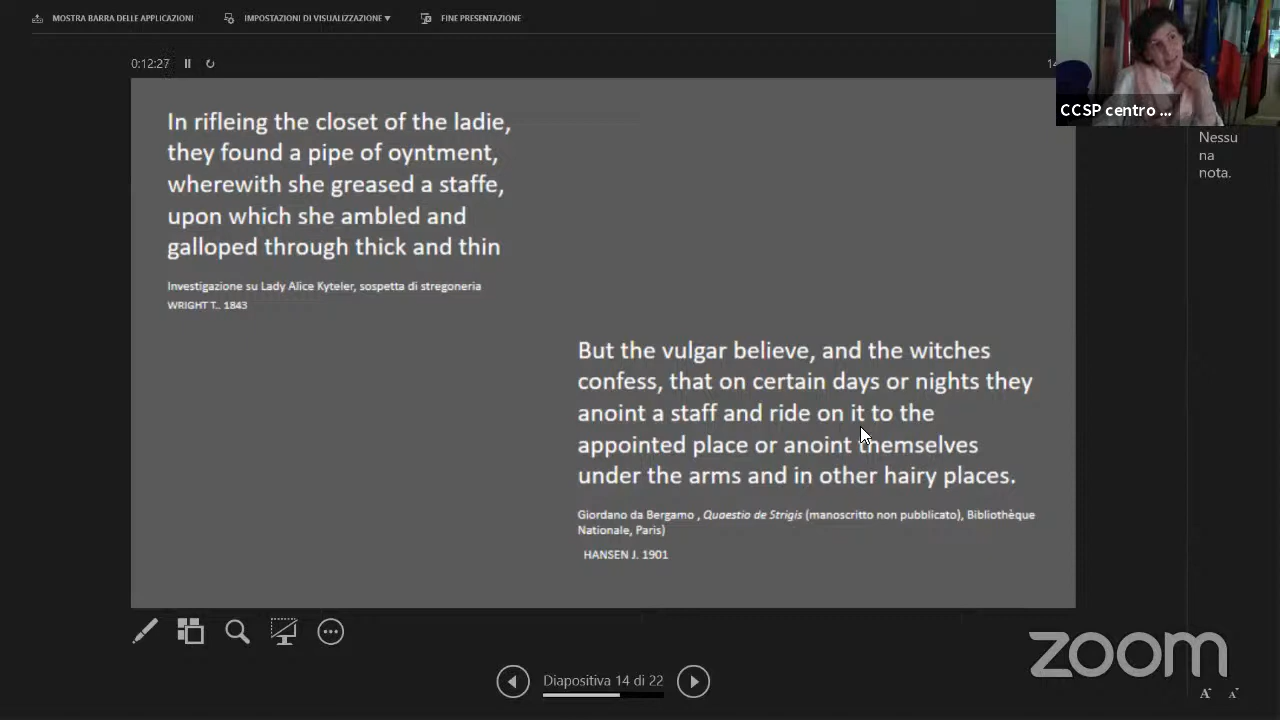 MOSTRA BARRA DELLE APPLICAZIONI
IMPOSTAZIONI DI VISUALIZZAZIONE ▼
FINE PRESENTAZIONE
0:12:27
14
CCSP centro ...
Nessu
na
nota.
In rifleing the closet of the ladie,
they found a pipe of oyntment,
wherewith she greased a staffe,
upon which she ambled and
galloped through thick and thin
Investigazione su Lady Alice Kyteler, sospetta di stregoneria
WRIGHT T.. 1843
But the vulgar believe, and the witches
confess, that on certain days or nights they
anoint a staff and ride on it to the
appointed place or anoint themselves
under the arms and in other hairy places.
Giordano da Bergamo , Quaestio de Strigis (manoscritto non pubblicato), Bibliothèque
Nationale, Paris)
HANSEN J. 1901
Diapositiva 14 di 22
zoom
A A